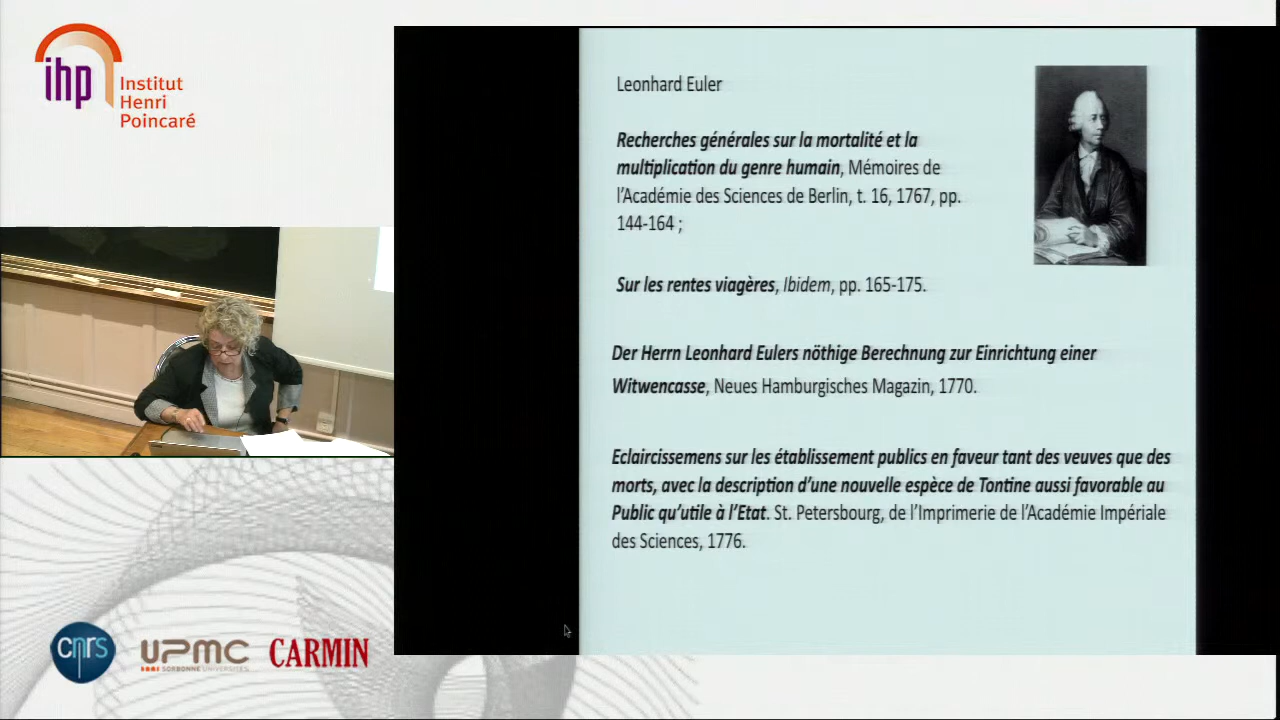 ihp
Institut
Henri
Poincaré
Leonhard Euler
Recherches générales sur la mortalité et la
multiplication du genre humain, Mémoires de
l'Académie des Sciences de Berlin, t. 16, 1767, pp.
144-164 ;
Sur les rentes viagères, Ibidem, pp. 165-175.
Der Herrn Leonhard Eulers nöthige Berechnung zur Einrichtung einer
Witwencasse, Neues Hamburgisches Magazin, 1770.
Eclaircissemens sur les établissement publics en faveur tant des veuves que des
morts, avec la description d'une nouvelle espèce de Tontine aussi favorable au
Public qu'utile à l'Etat. St. Petersbourg, de l'Imprimerie de l'Académie Impériale
des Sciences, 1776.
cnrs
UPMC
SORBONNE UNIVERSITÉS
CARMIN